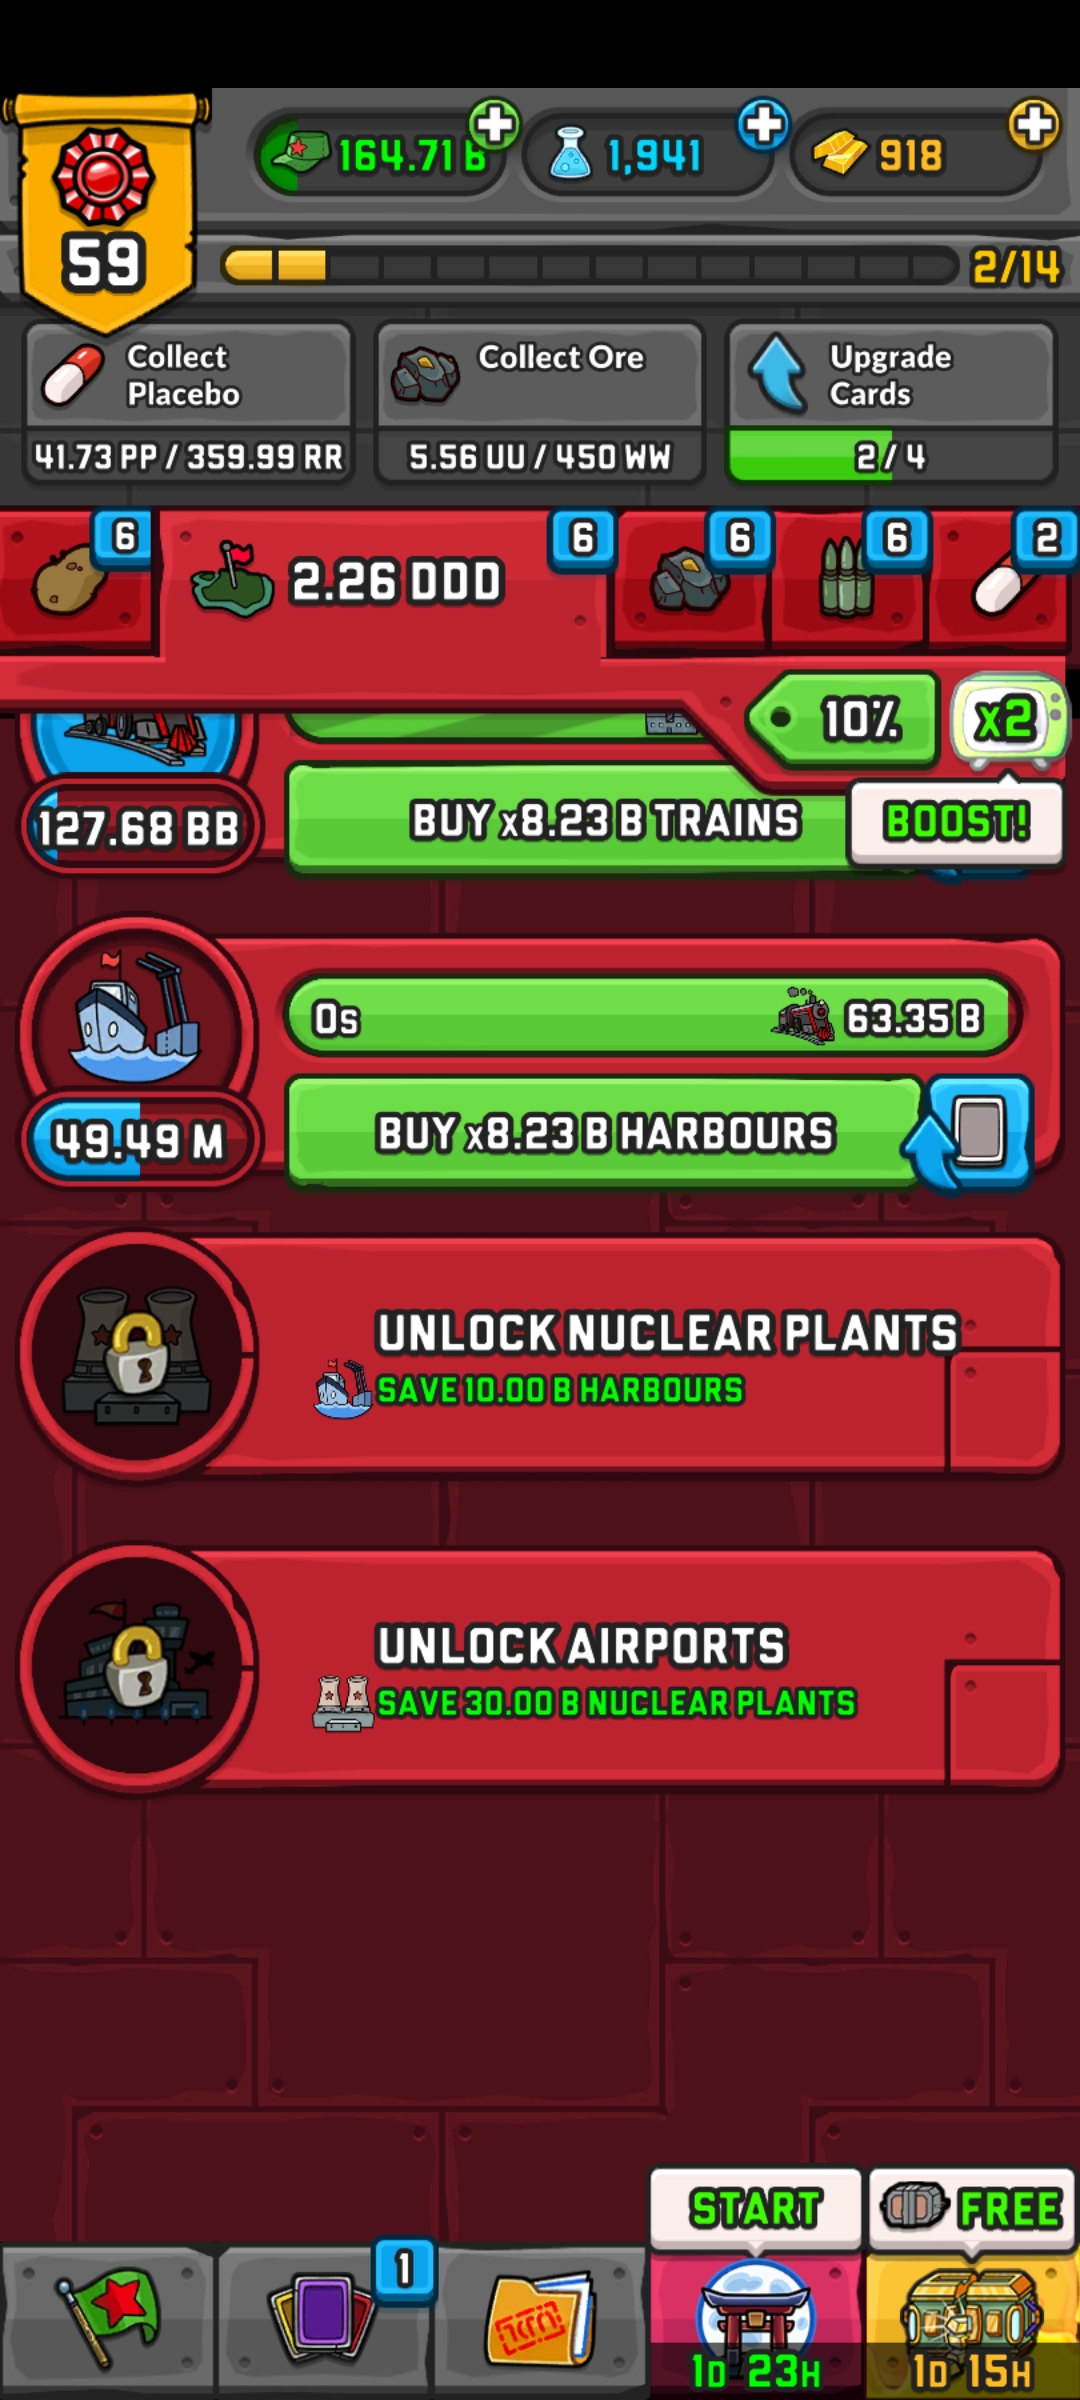 164.71 B
1,941
918
59
2/14
Collect
Placebo
41.73 PP / 359.99 RR
Collect Ore
5.56 UU / 450 WW
Upgrade
Cards
2 / 4
6
2.26 DDD
6
6
6
2
10%
x2
BOOST!
127.68 BB
BUY x8.23 B TRAINS
0s
63.35 B
49.49 M
BUY x8.23 B HARBOURS
UNLOCK NUCLEAR PLANTS
SAVE 10.00 B HARBOURS
UNLOCK AIRPORTS
SAVE 30.00 B NUCLEAR PLANTS
START
FREE
1
1D 23H
1D 15H